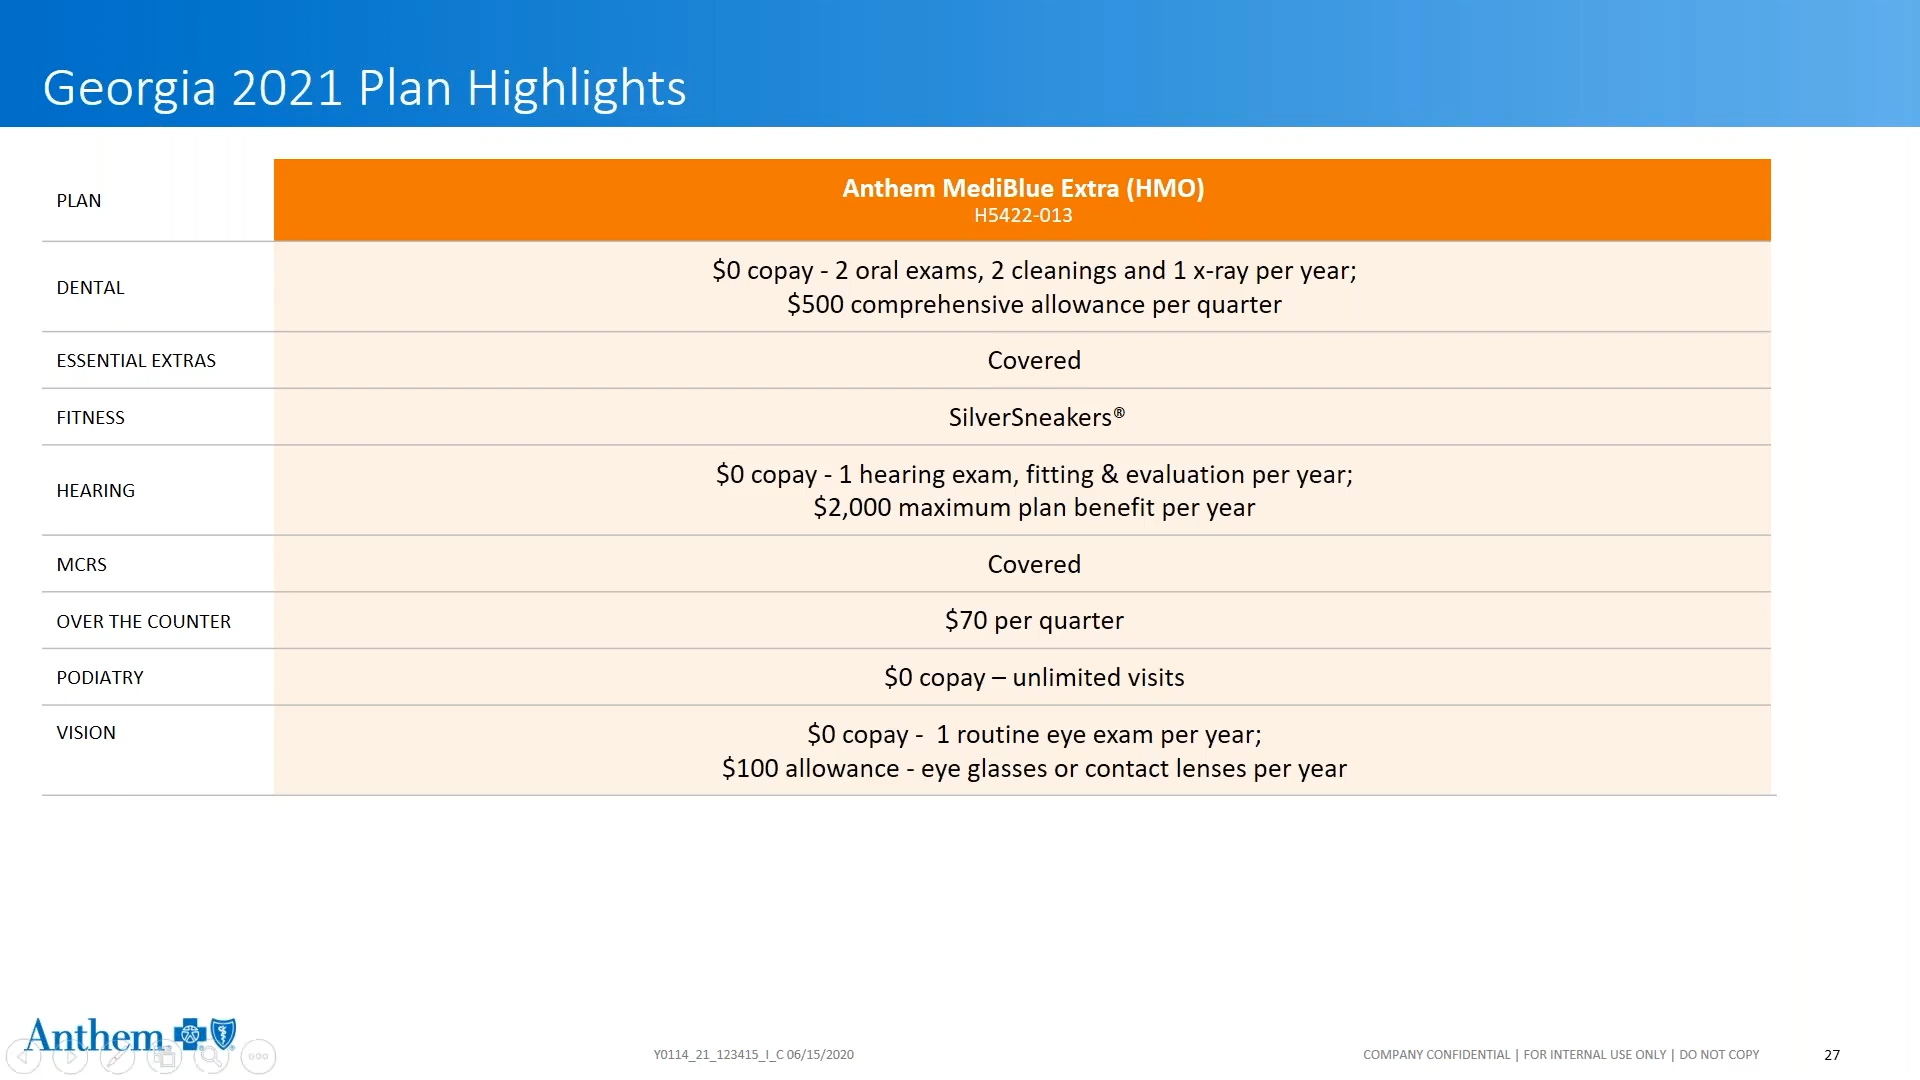 Georgia 2021 Plan Highlights
PLAN
Anthem MediBlue Extra (HMO)
H5422-013
DENTAL
$0 copay - 2 oral exams, 2 cleanings and 1 x-ray per year;
$500 comprehensive allowance per quarter
ESSENTIAL EXTRAS
Covered
FITNESS
SilverSneakers®
HEARING
$0 copay - 1 hearing exam, fitting & evaluation per year;
$2,000 maximum plan benefit per year
MCRS
Covered
OVER THE COUNTER
$70 per quarter
PODIATRY
$0 copay – unlimited visits
VISION
$0 copay -  1 routine eye exam per year;
$100 allowance - eye glasses or contact lenses per year
Anthem
Y0114_21_123415_I_C 06/15/2020
COMPANY CONFIDENTIAL | FOR INTERNAL USE ONLY | DO NOT COPY
27